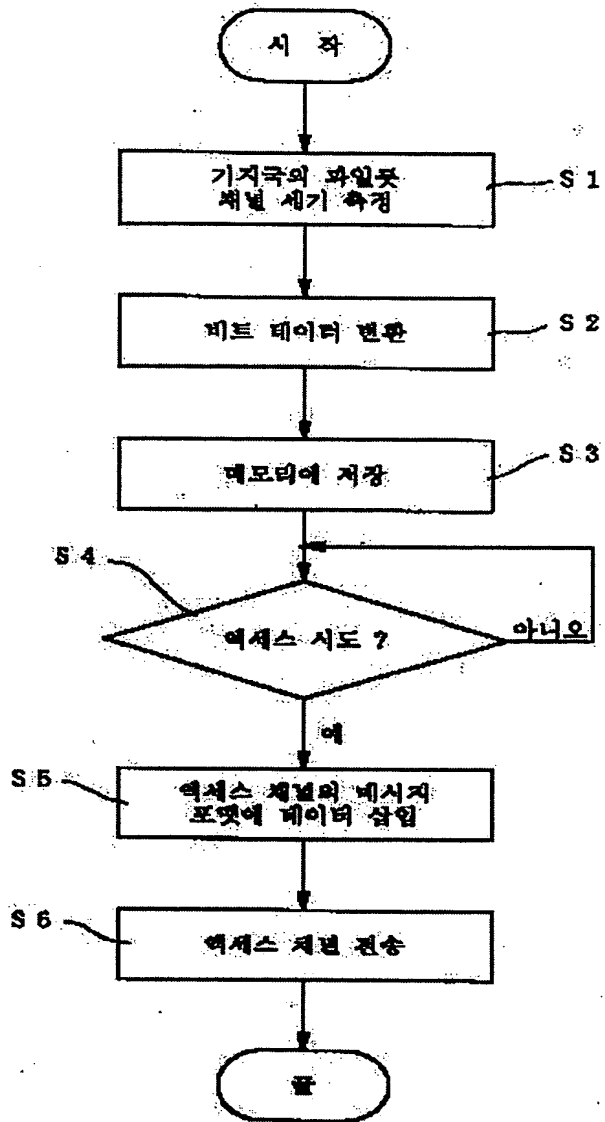 시 작
기지국의 파일롯
채널 세기 측정
S 1
비트 데이터 변환
S 2
메모리에 저장
S 3
S 4
액세스 시도 ?
아니오
예
S 5
액세스 채널의 메시지
포맷에 데이터 삽입
S 6
액세스 채널 전송
끝